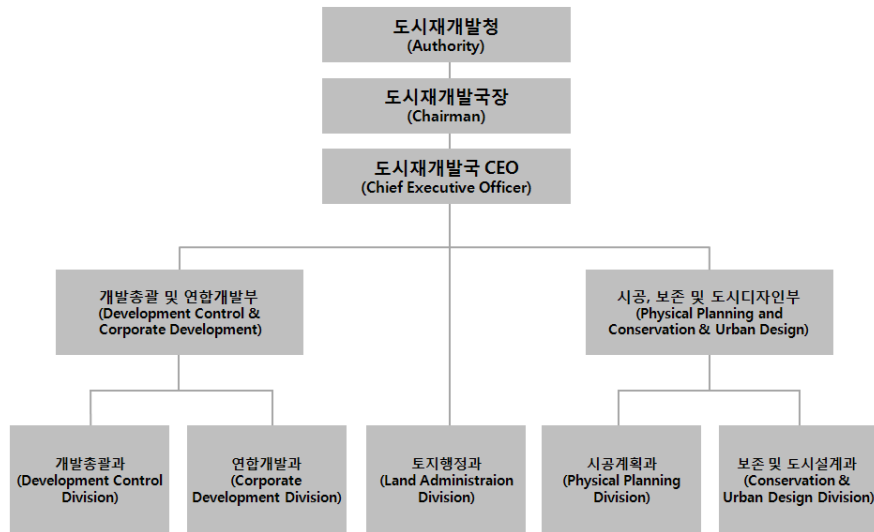 도시재개발청
(Authority)
도시재개발국장
(Chairman)
도시재개발국 CEO
(Chief Executive Officer)
개발총괄 및 연합개발부
(Development Control &
Corporate Development)
시공, 보존 및 도시디자인부
(Physical Planning and
Conservation & Urban Design)
개발총괄과
(Development Control
Division)
연합개발과
(Corporate
Development Division)
토지행정과
(Land Administraion
Division)
시공계획과
(Physical Planning
Division)
보존 및 도시설계과
(Conservation &
Urban Design Division)